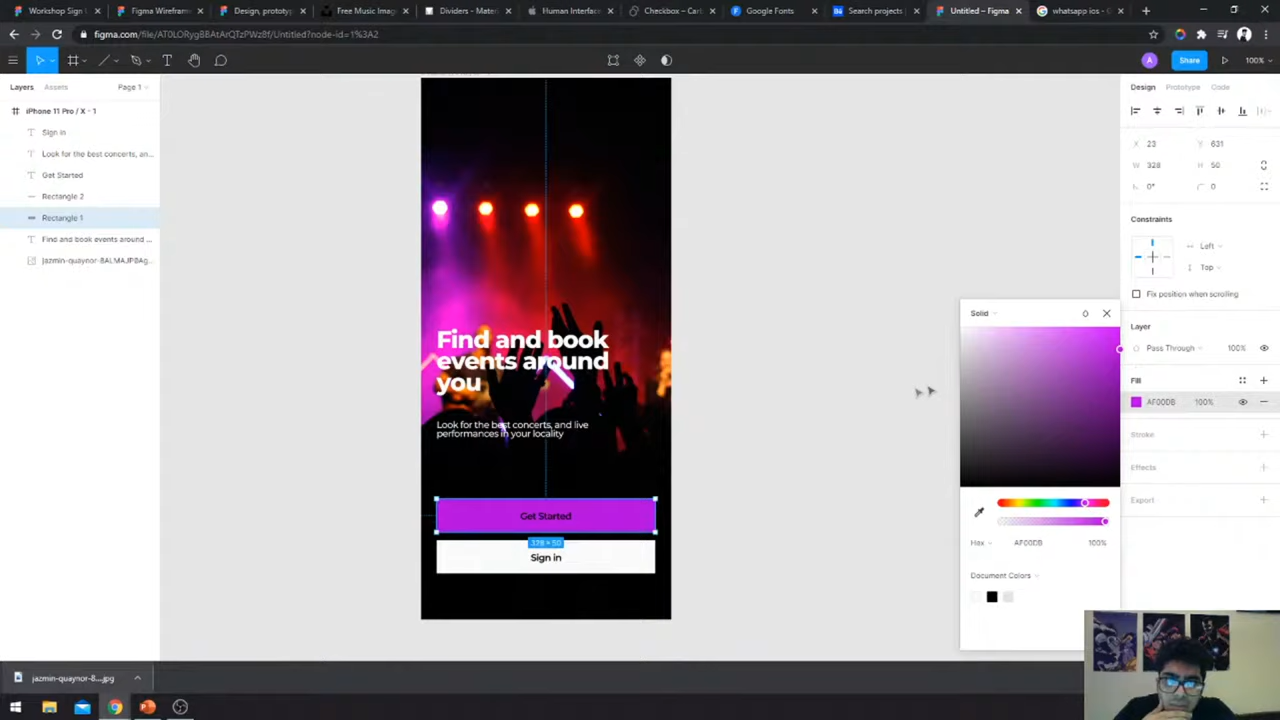 Workshop Sign U
Figma Wirefram
Design, prototyp
Free Music Imag
Dividers - Mater
Human Interfac
Checkbox – Cart
Google Fonts
Search projects
Untitled – Figma
whatsapp ios - G
figma.com/file/AT0LORyg8BAtArQTzPWz8f/Untitled?node-id=1%3A2
Share
100%
Layers
Assets
Page 1
Design
Prototype
Code
iPhone 11 Pro / X - 1
Sign in
Look for the best concerts, an...
Get Started
Rectangle 2
Rectangle 1
Find and book events around ...
jazmin-quaynor-8ALMAJP8Ag...
X 23
Y 631
W 328
H 50
0°
0
Constraints
Left
Top
Fix position when scrolling
Layer
Pass Through
100%
Fill
AF00DB
100%
Stroke
Effects
Export
Find and book
events around
you
Look for the best concerts, and live
performances in your locality
Get Started
Sign in
Solid
Hex
AF00DB
100%
Document Colors
jazmin-quaynor-8....jpg